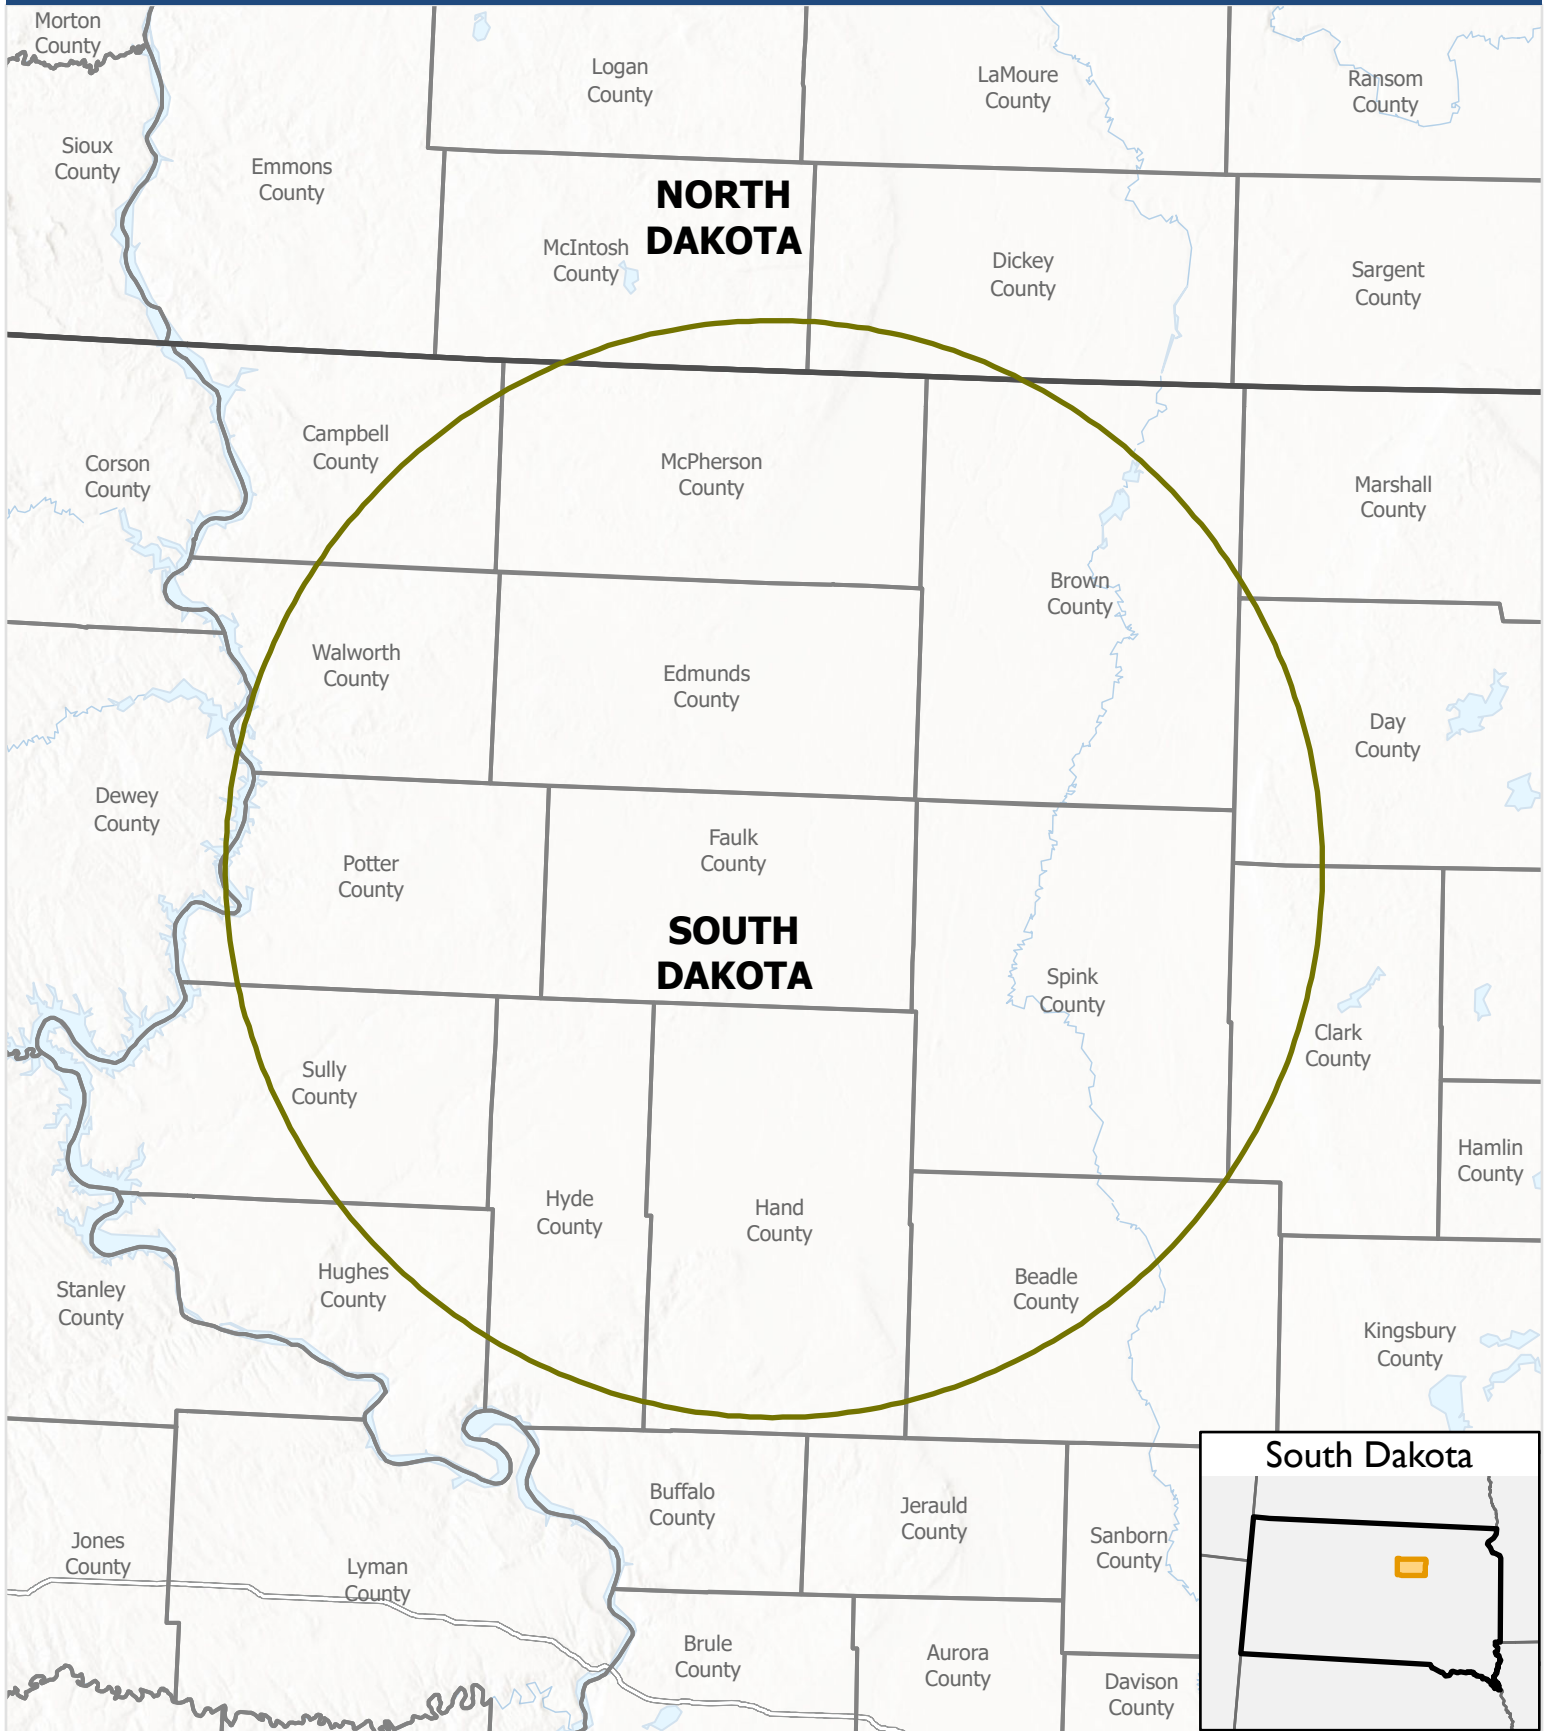 Morton
County
Logan
County
LaMoure
County
Ransom
County
Sioux
County
Emmons
County
NORTH
DAKOTA
McIntosh
County
Dickey
County
Sargent
County
Campbell
County
McPherson
County
Corson
County
Marshall
County
Brown
County
Walworth
County
Edmunds
County
Day
County
Dewey
County
Faulk
County
Potter
County
SOUTH
DAKOTA
Spink
County
Clark
County
Sully
County
Hamlin
County
Hyde
County
Hand
County
Hughes
County
Stanley
County
Beadle
County
Kingsbury
County
South Dakota
Buffalo
County
Jerauld
County
Sanborn
County
Jones
County
Lyman
County
Brule
County
Aurora
County
Davison
County